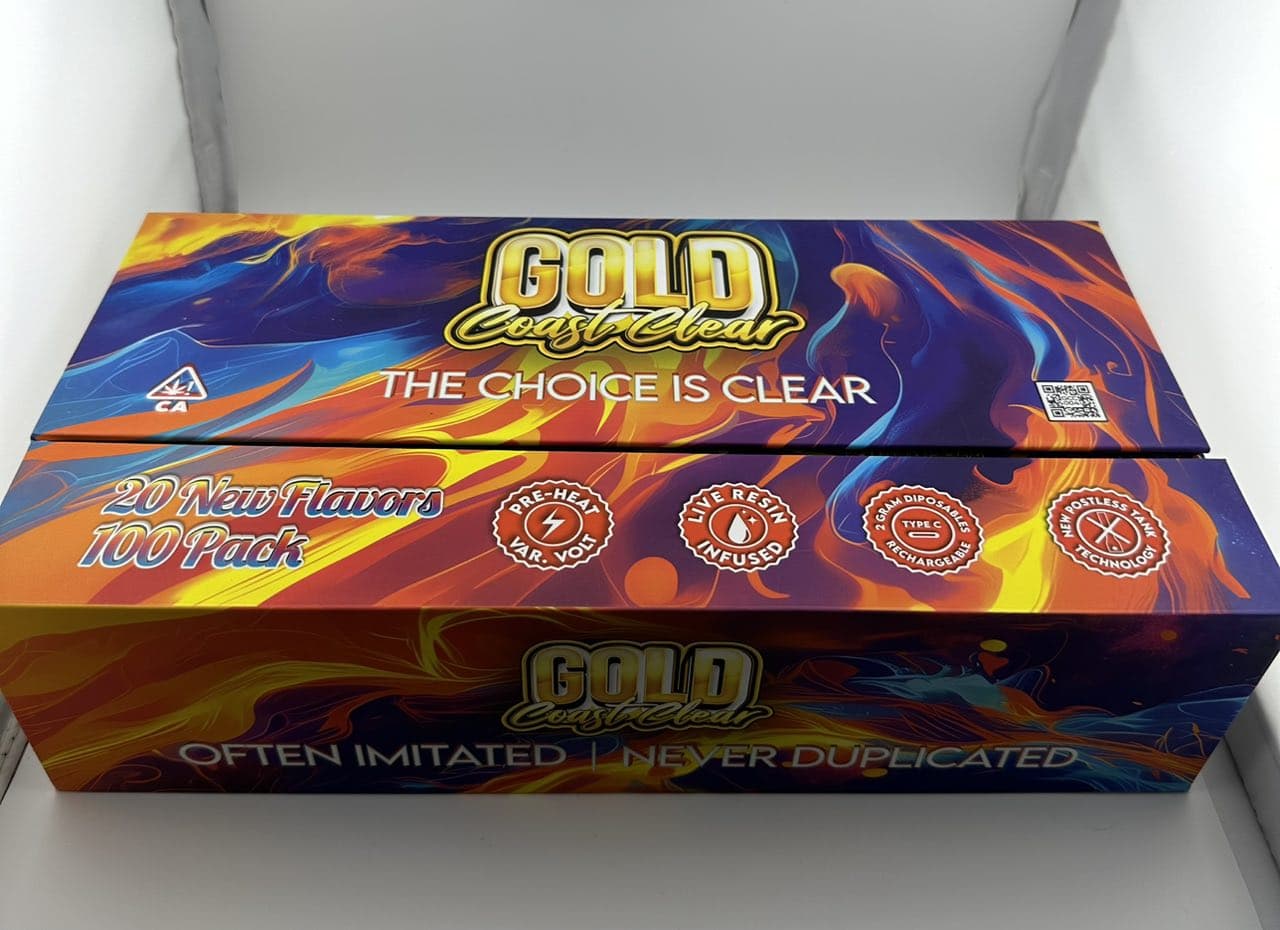 GOLD
Coast Clear
THE CHOICE IS CLEAR
CA
20 New Flavors
100 Pack
PRE-HEAT
VAR. VOLT
LIVE RESIN
INFUSED
2 GRAM DIPOSABLES
TYPE C
RECHARGEABLE
NEW POSTLESS TANK
TECHNOLOGY
GOLD
Coast Clear
OFTEN IMITATED | NEVER DUPLICATED